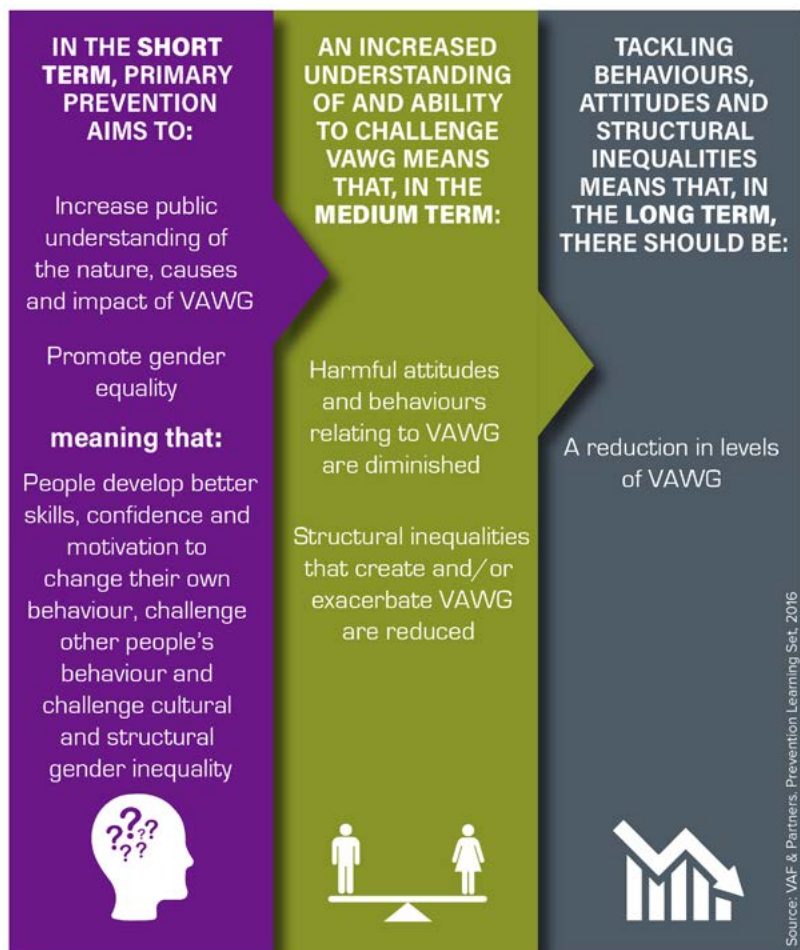 IN THE SHORT
TERM, PRIMARY
PREVENTION
AIMS TO:
Increase public
understanding of
the nature, causes
and impact of VAWG
Promote gender
equality
meaning that:
People develop better
skills, confidence and
motivation to
change their own
behaviour, challenge
other people's
behaviour and
challenge cultural
and structural
gender inequality
???
??
AN INCREASED
UNDERSTANDING
OF AND ABILITY
TO CHALLENGE
VAWG MEANS
THAT, IN THE
MEDIUM TERM:
Harmful attitudes
and behaviours
relating to VAWG
are diminished
Structural inequalities
that create and/or
exacerbate VAWG
are reduced
TACKLING
BEHAVIOURS,
ATTITUDES AND
STRUCTURAL
INEQUALITIES
MEANS THAT, IN
THE LONG TERM,
THERE SHOULD BE:
A reduction in levels
of VAWG
Source: VAF & Partners, Prevention Learning Set, 2016